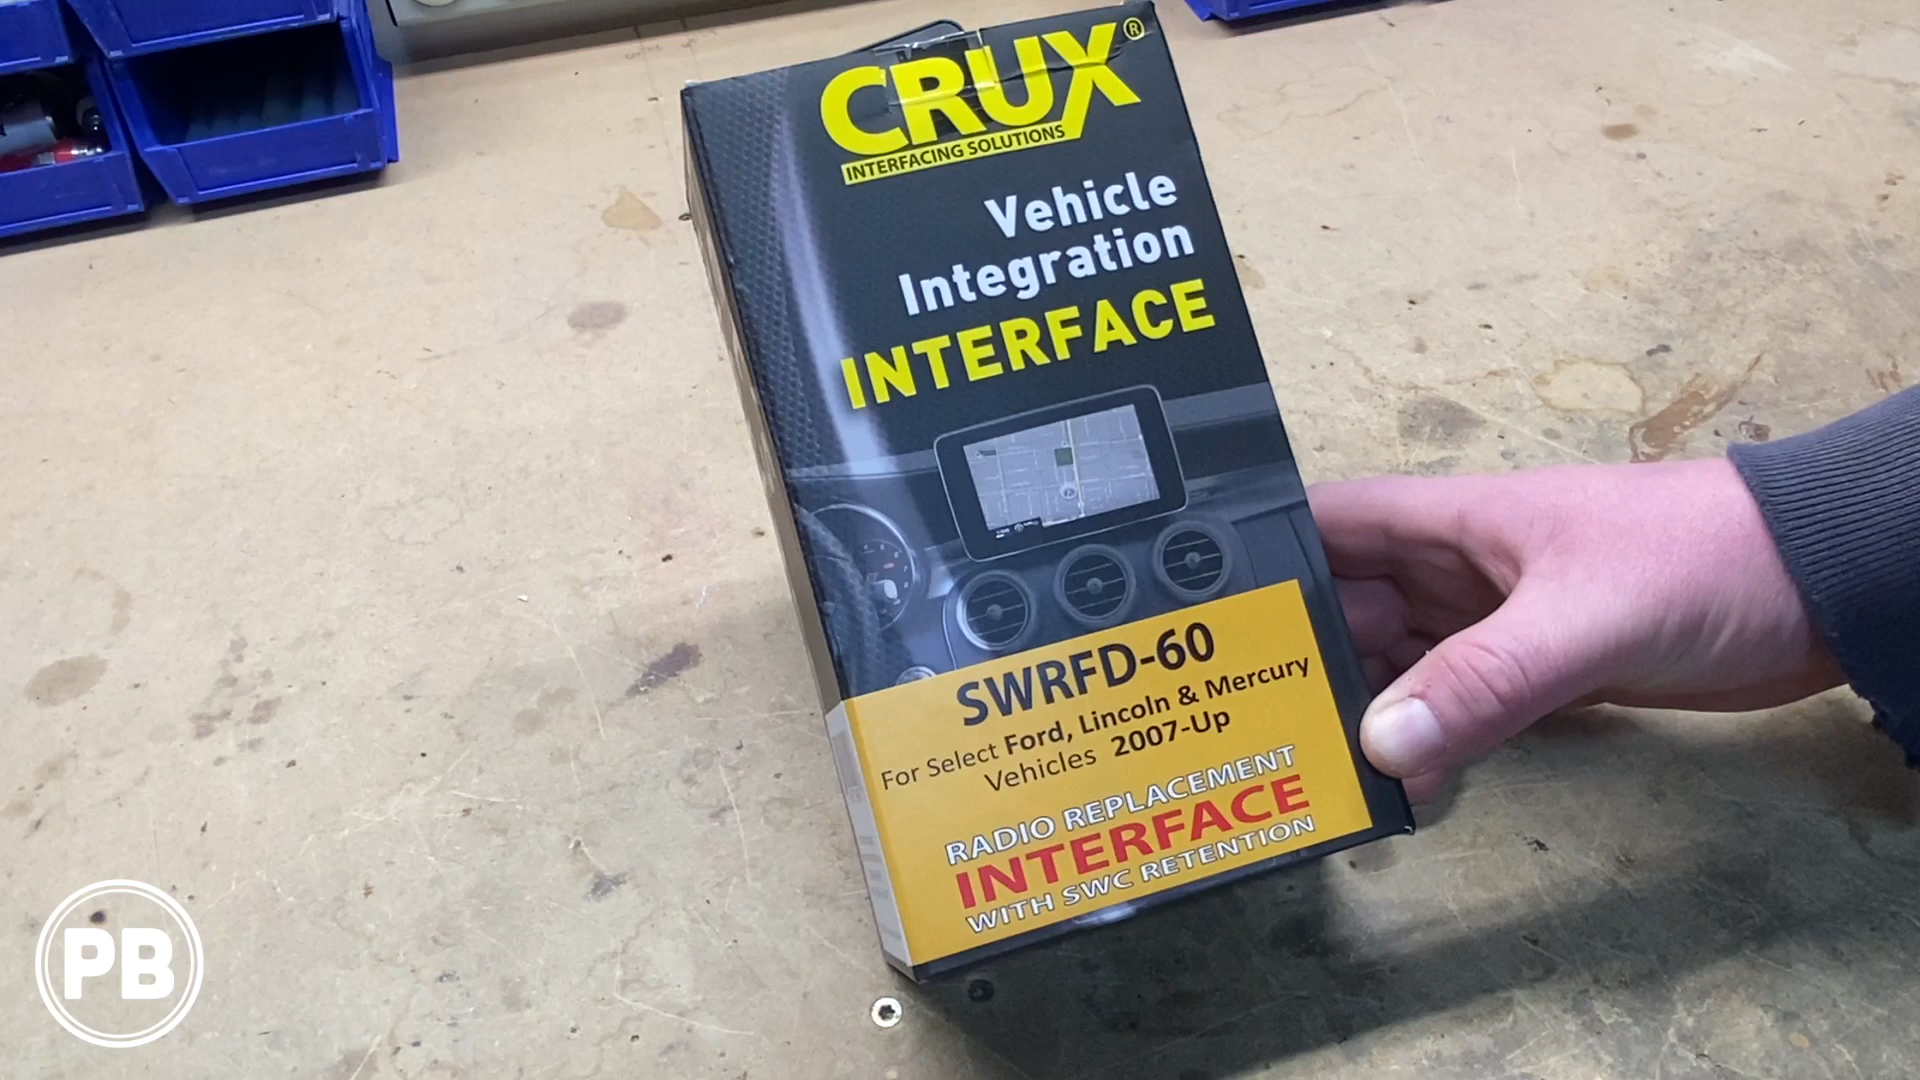 CRUX®
INTERFACING SOLUTIONS
Vehicle
Integration
INTERFACE
SWRFD-60
For Select Ford, Lincoln & Mercury
Vehicles 2007-Up
RADIO REPLACEMENT
INTERFACE
WITH SWC RETENTION
PB